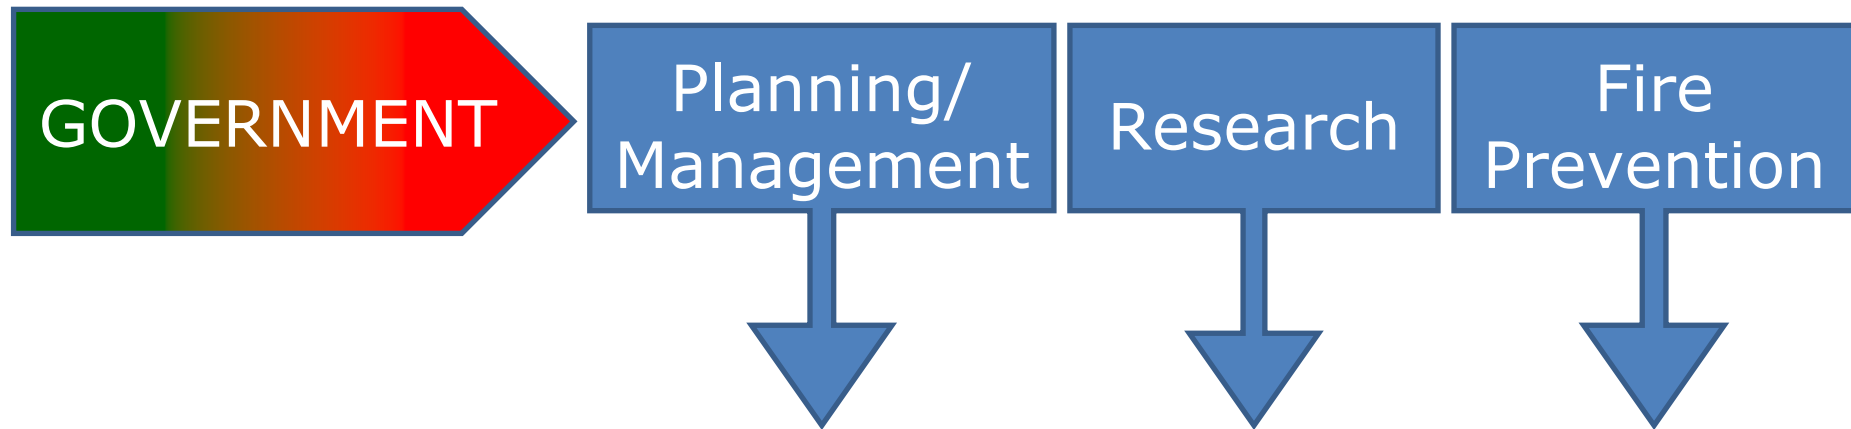 GOVERNMENT
Planning/
Management
Research
Fire
Prevention